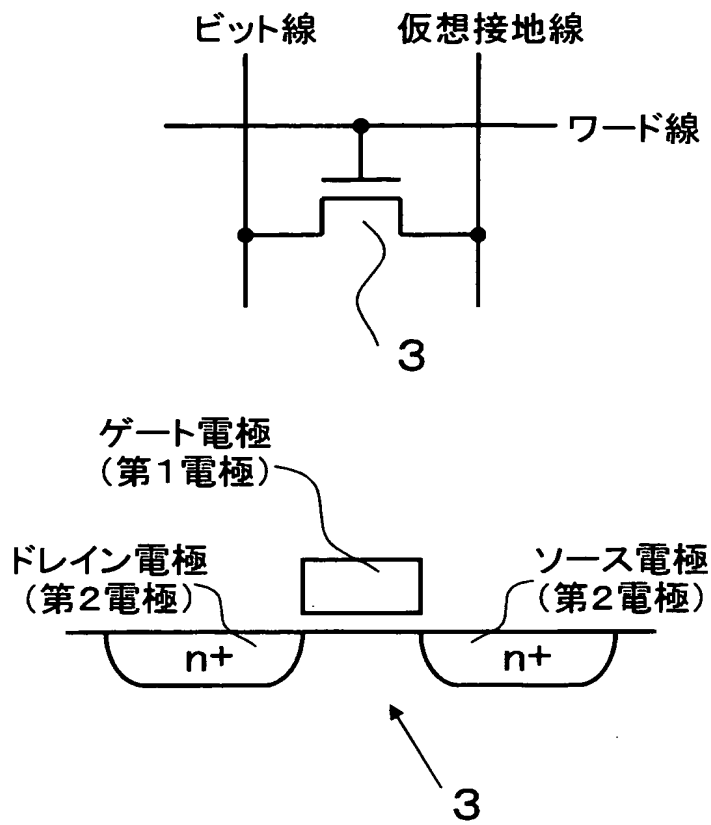 ビット線
仮想接地線
ワード線
3
ゲート電極
(第1電極)
ドレイン電極
(第2電極)
ソース電極
(第2電極)
n+
n+
3